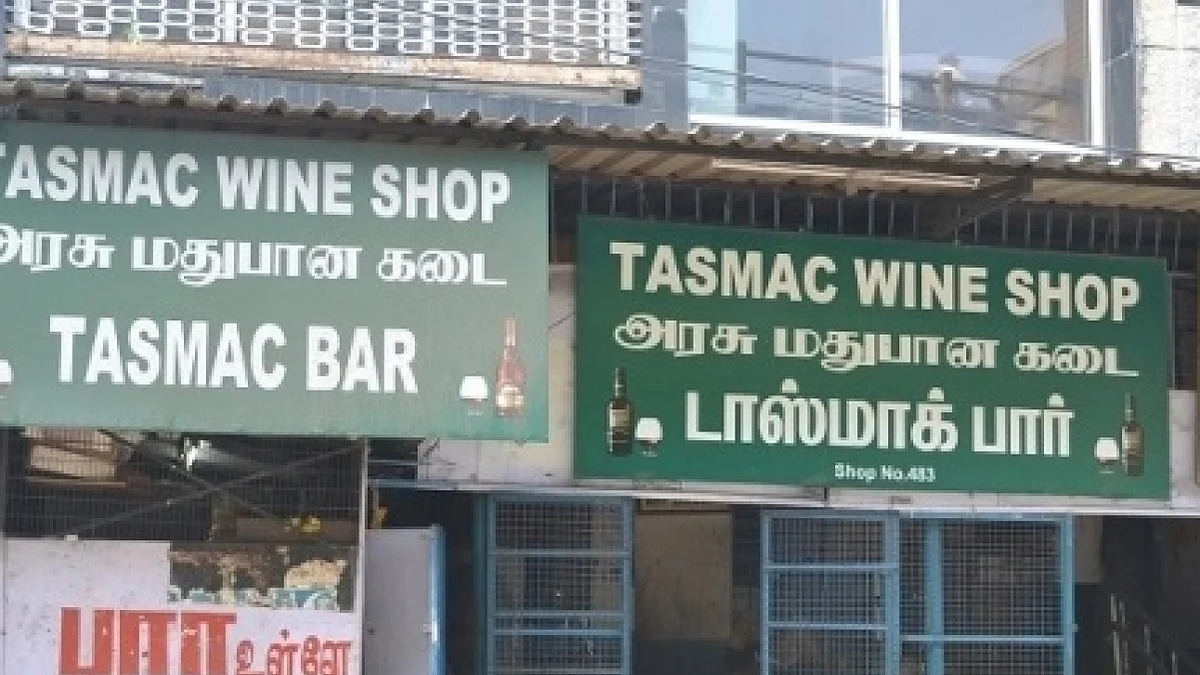 TASMAC WINE SHOP
அரசு மதுபான கடை
TASMAC BAR
TASMAC WINE SHOP
அரசு மதுபான கடை
டாஸ்மாக் பார்
Shop No.483
பார் உள்ளே